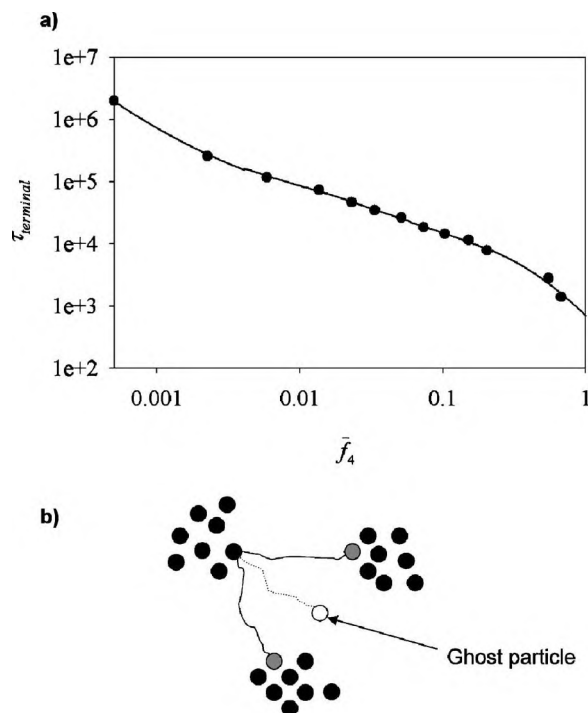 a)
1e+7
1e+6
1e+5
1e+4
1e+3
1e+2
τterminal
0.001 0.01 0.1 1
f̄4
b)
Ghost particle